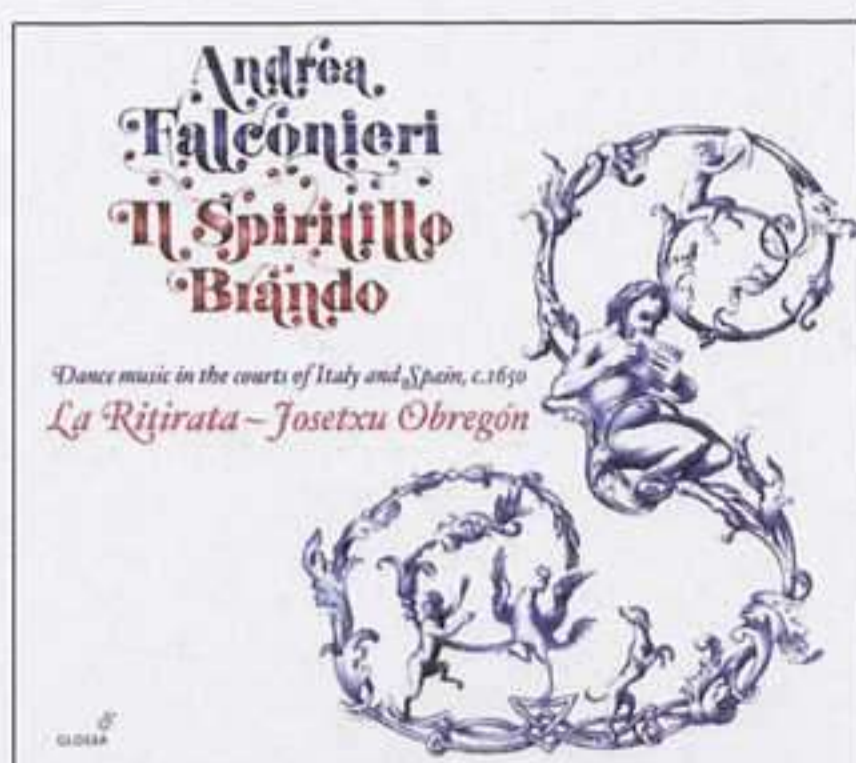 Andrea
Falconieri
Il Spiritillo
Brando
Dance music in the courts of Italy and Spain, c.1650
La Ritirata – Josetxu Obregón
GLOSSA